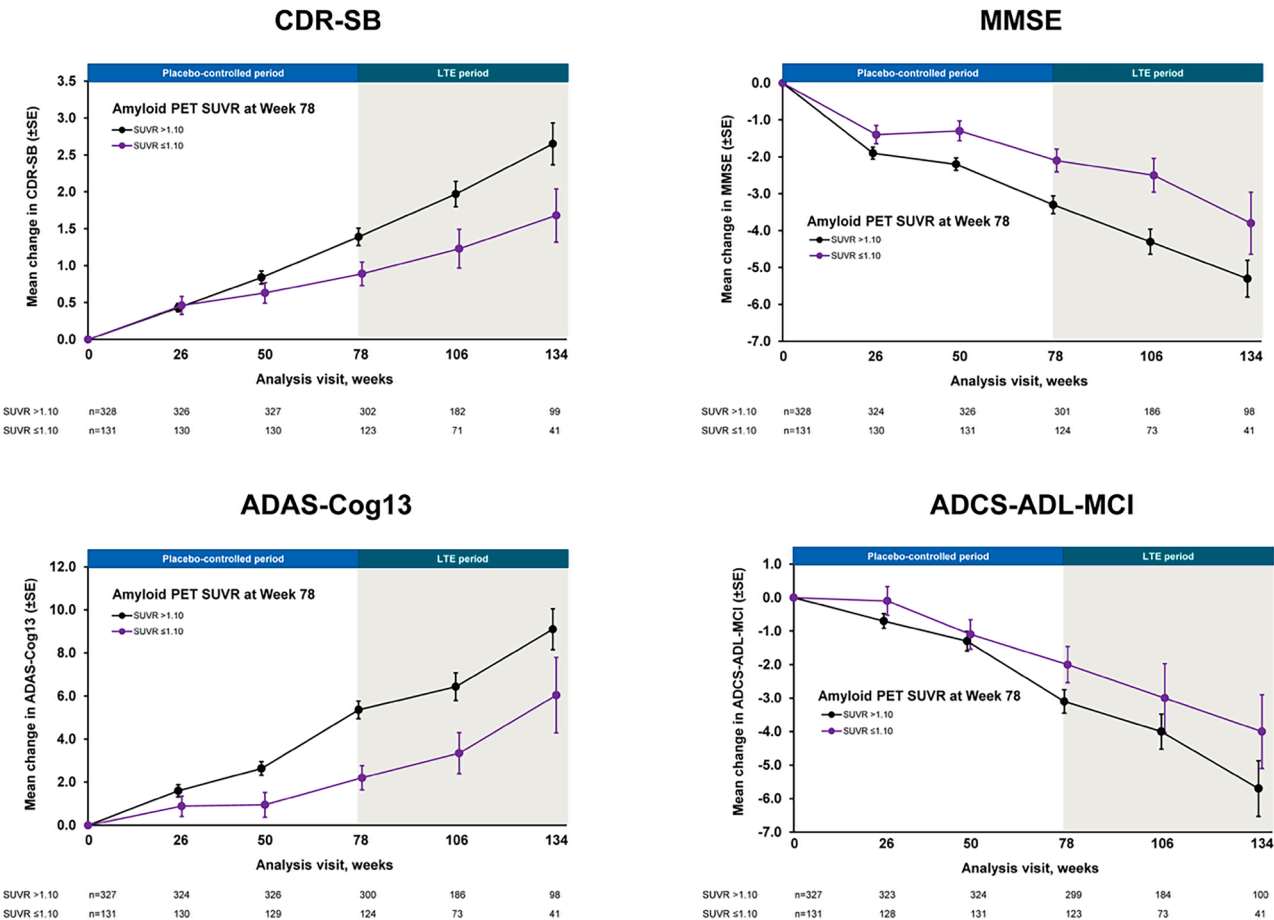 CDR-SB
Placebo-controlled period LTE period
Mean change in CDR-SB (±SE)
3.5
3.0
2.5
2.0
1.5
1.0
0.5
0.0
Amyloid PET SUVR at Week 78
SUVR >1.10
SUVR ≤1.10
0 26 50 78 106 134
Analysis visit, weeks
SUVR >1.10 n=328 326 327 302 182 99
SUVR ≤1.10 n=131 130 130 123 71 41
MMSE
Placebo-controlled period LTE period
Mean change in MMSE (±SE)
0.0
-1.0
-2.0
-3.0
-4.0
-5.0
-6.0
-7.0
Amyloid PET SUVR at Week 78
SUVR >1.10
SUVR ≤1.10
0 26 50 78 106 134
Analysis visit, weeks
SUVR >1.10 n=328 324 326 301 186 98
SUVR ≤1.10 n=131 130 131 124 73 41
ADAS-Cog13
Placebo-controlled period LTE period
Mean change in ADAS-Cog13 (±SE)
12.0
10.0
8.0
6.0
4.0
2.0
0.0
Amyloid PET SUVR at Week 78
SUVR >1.10
SUVR ≤1.10
0 26 50 78 106 134
Analysis visit, weeks
SUVR >1.10 n=327 324 326 300 186 98
SUVR ≤1.10 n=131 130 129 124 73 41
ADCS-ADL-MCI
Placebo-controlled period LTE period
Mean change in ADCS-ADL-MCI (±SE)
1.0
0.0
-1.0
-2.0
-3.0
-4.0
-5.0
-6.0
-7.0
Amyloid PET SUVR at Week 78
SUVR >1.10
SUVR ≤1.10
0 26 50 78 106 134
Analysis visit, weeks
SUVR >1.10 n=327 323 324 299 184 100
SUVR ≤1.10 n=131 128 131 123 73 41